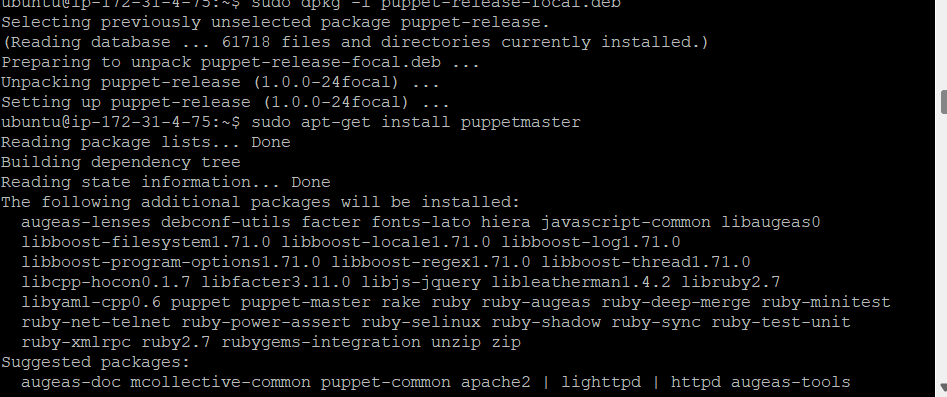 ubuntu@ip-172-31-4-75:~$ sudo dpkg -i puppet-release-focal.deb
Selecting previously unselected package puppet-release.
(Reading database ... 61718 files and directories currently installed.)
Preparing to unpack puppet-release-focal.deb ...
Unpacking puppet-release (1.0.0-24focal) ...
Setting up puppet-release (1.0.0-24focal) ...
ubuntu@ip-172-31-4-75:~$ sudo apt-get install puppetmaster
Reading package lists... Done
Building dependency tree
Reading state information... Done
The following additional packages will be installed:
  augeas-lenses debconf-utils facter fonts-lato hiera javascript-common libaugeas0
  libboost-filesystem1.71.0 libboost-locale1.71.0 libboost-log1.71.0
  libboost-program-options1.71.0 libboost-regex1.71.0 libboost-thread1.71.0
  libcpp-hocon0.1.7 libfacter3.11.0 libjs-jquery libleatherman1.4.2 libruby2.7
  libyaml-cpp0.6 puppet puppet-master rake ruby ruby-augeas ruby-deep-merge ruby-minitest
  ruby-net-telnet ruby-power-assert ruby-selinux ruby-shadow ruby-sync ruby-test-unit
  ruby-xmlrpc ruby2.7 rubygems-integration unzip zip
Suggested packages:
  augeas-doc mcollective-common puppet-common apache2 | lighttpd | httpd augeas-tools